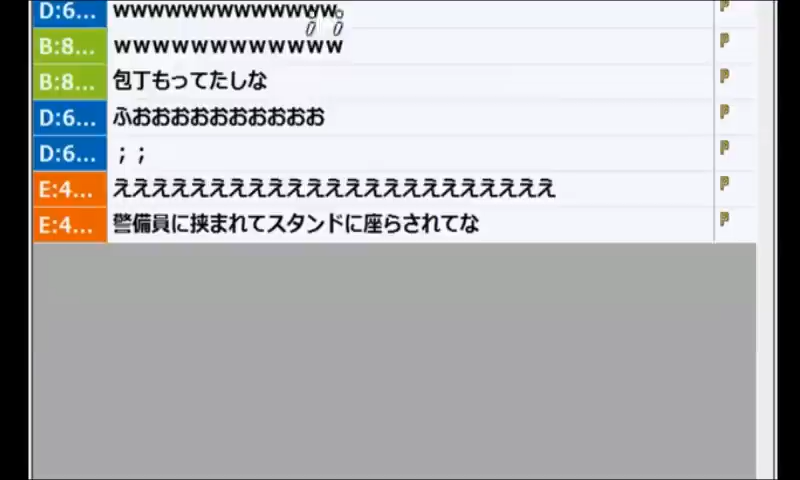 D:6... wwwwwwwwwwwww
B:8... wwwwwwwwwwww P
B:8... 包丁もってたしな P
D:6... ふおおおおおおおおおお P
D:6... ；； P
E:4... えええええええええええええええええええええええ P
E:4... 警備員に挟まれてスタンドに座らされてな P